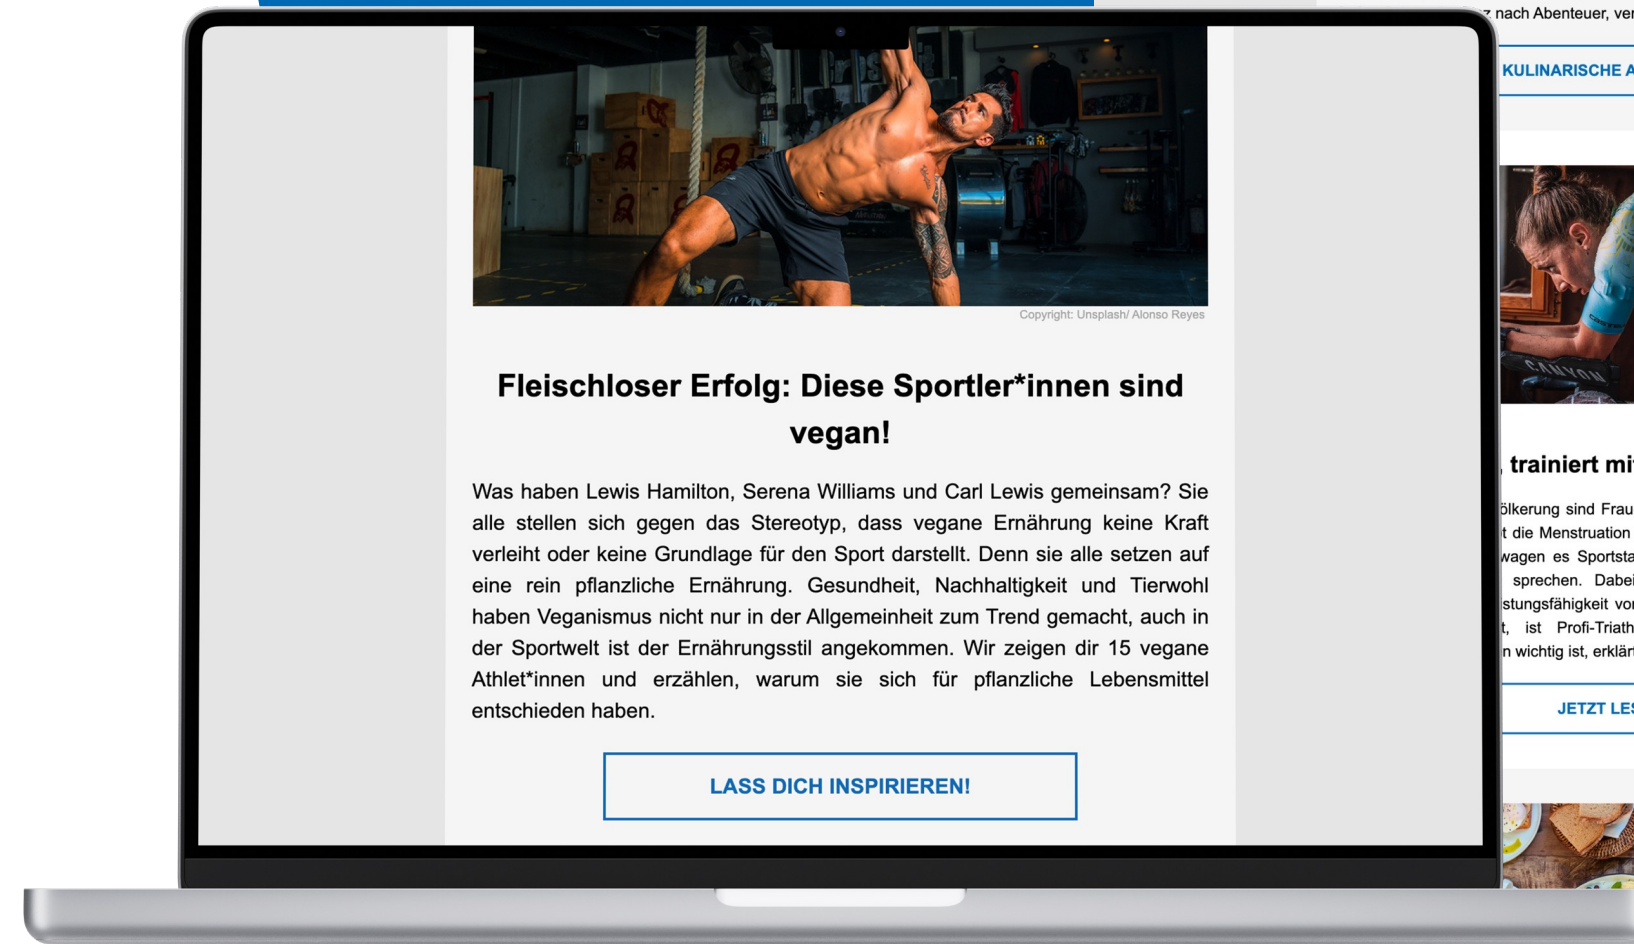 Copyright: Unsplash/ Alonso Reyes
Fleischloser Erfolg: Diese Sportler*innen sind
vegan!
Was haben Lewis Hamilton, Serena Williams und Carl Lewis gemeinsam? Sie
alle stellen sich gegen das Stereotyp, dass vegane Ernährung keine Kraft
verleiht oder keine Grundlage für den Sport darstellt. Denn sie alle setzen auf
eine rein pflanzliche Ernährung. Gesundheit, Nachhaltigkeit und Tierwohl
haben Veganismus nicht nur in der Allgemeinheit zum Trend gemacht, auch in
der Sportwelt ist der Ernährungsstil angekommen. Wir zeigen dir 15 vegane
Athlet*innen und erzählen, warum sie sich für pflanzliche Lebensmittel
entschieden haben.
LASS DICH INSPIRIEREN!
nach Abenteuer,
KULINARISCHE
CANYON
trainiert
sind
die Menstruation
es
sprechen.
ist
wichtig ist,
JETZT